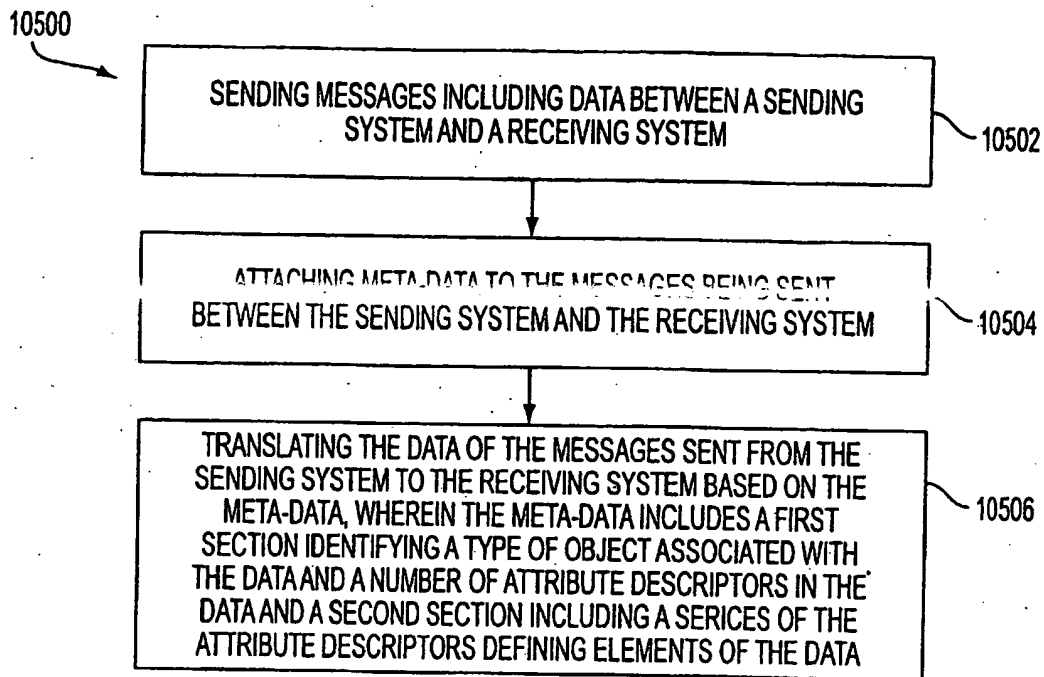 10500
SENDING MESSAGES INCLUDING DATA BETWEEN A SENDING
SYSTEM AND A RECEIVING SYSTEM
10502
ATTACHING META-DATA TO THE MESSAGES BEING SENT
BETWEEN THE SENDING SYSTEM AND THE RECEIVING SYSTEM
10504
TRANSLATING THE DATA OF THE MESSAGES SENT FROM THE
SENDING SYSTEM TO THE RECEIVING SYSTEM BASED ON THE
META-DATA, WHEREIN THE META-DATA INCLUDES A FIRST
SECTION IDENTIFYING A TYPE OF OBJECT ASSOCIATED WITH
THE DATA AND A NUMBER OF ATTRIBUTE DESCRIPTORS IN THE
DATA AND A SECOND SECTION INCLUDING A SERICES OF THE
ATTRIBUTE DESCRIPTORS DEFINING ELEMENTS OF THE DATA
10506